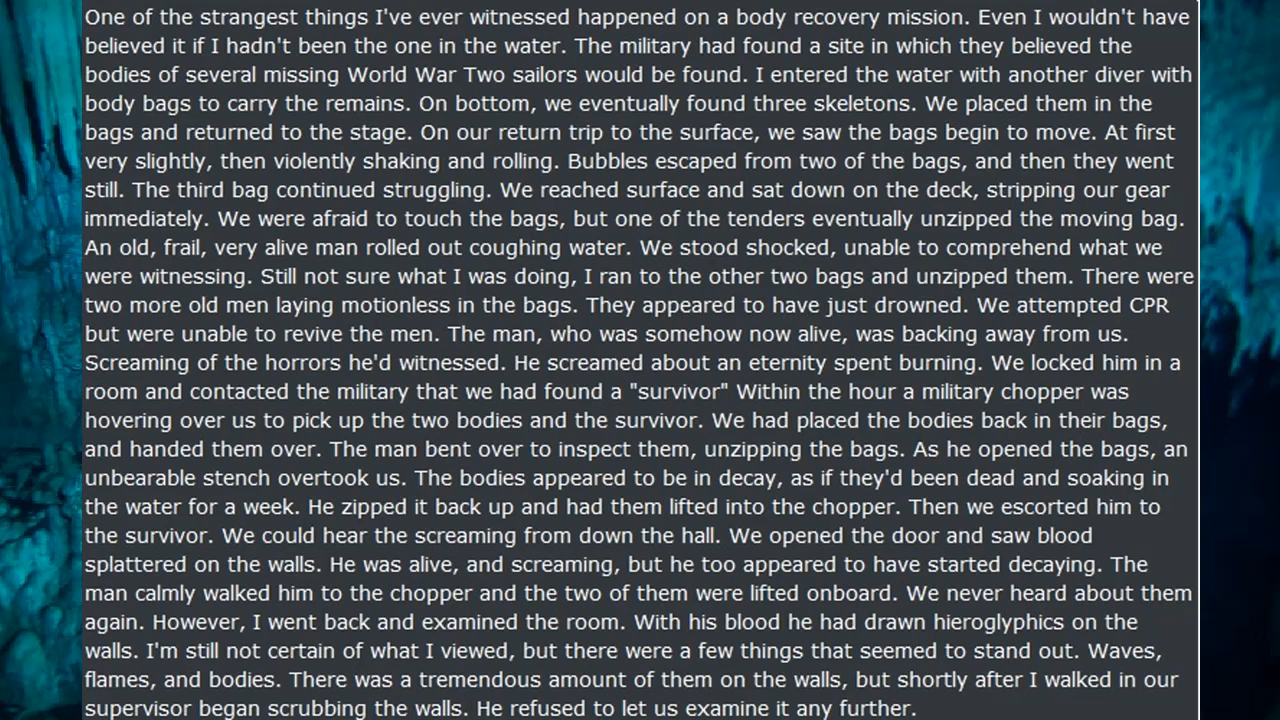 One of the strangest things I've ever witnessed happened on a body recovery mission. Even I wouldn't have
believed it if I hadn't been the one in the water. The military had found a site in which they believed the
bodies of several missing World War Two sailors would be found. I entered the water with another diver with
body bags to carry the remains. On bottom, we eventually found three skeletons. We placed them in the
bags and returned to the stage. On our return trip to the surface, we saw the bags begin to move. At first
very slightly, then violently shaking and rolling. Bubbles escaped from two of the bags, and then they went
still. The third bag continued struggling. We reached surface and sat down on the deck, stripping our gear
immediately. We were afraid to touch the bags, but one of the tenders eventually unzipped the moving bag.
An old, frail, very alive man rolled out coughing water. We stood shocked, unable to comprehend what we
were witnessing. Still not sure what I was doing, I ran to the other two bags and unzipped them. There were
two more old men laying motionless in the bags. They appeared to have just drowned. We attempted CPR
but were unable to revive the men. The man, who was somehow now alive, was backing away from us.
Screaming of the horrors he'd witnessed. He screamed about an eternity spent burning. We locked him in a
room and contacted the military that we had found a "survivor" Within the hour a military chopper was
hovering over us to pick up the two bodies and the survivor. We had placed the bodies back in their bags,
and handed them over. The man bent over to inspect them, unzipping the bags. As he opened the bags, an
unbearable stench overtook us. The bodies appeared to be in decay, as if they'd been dead and soaking in
the water for a week. He zipped it back up and had them lifted into the chopper. Then we escorted him to
the survivor. We could hear the screaming from down the hall. We opened the door and saw blood
splattered on the walls. He was alive, and screaming, but he too appeared to have started decaying. The
man calmly walked him to the chopper and the two of them were lifted onboard. We never heard about them
again. However, I went back and examined the room. With his blood he had drawn hieroglyphics on the
walls. I'm still not certain of what I viewed, but there were a few things that seemed to stand out. Waves,
flames, and bodies. There was a tremendous amount of them on the walls, but shortly after I walked in our
supervisor began scrubbing the walls. He refused to let us examine it any further.